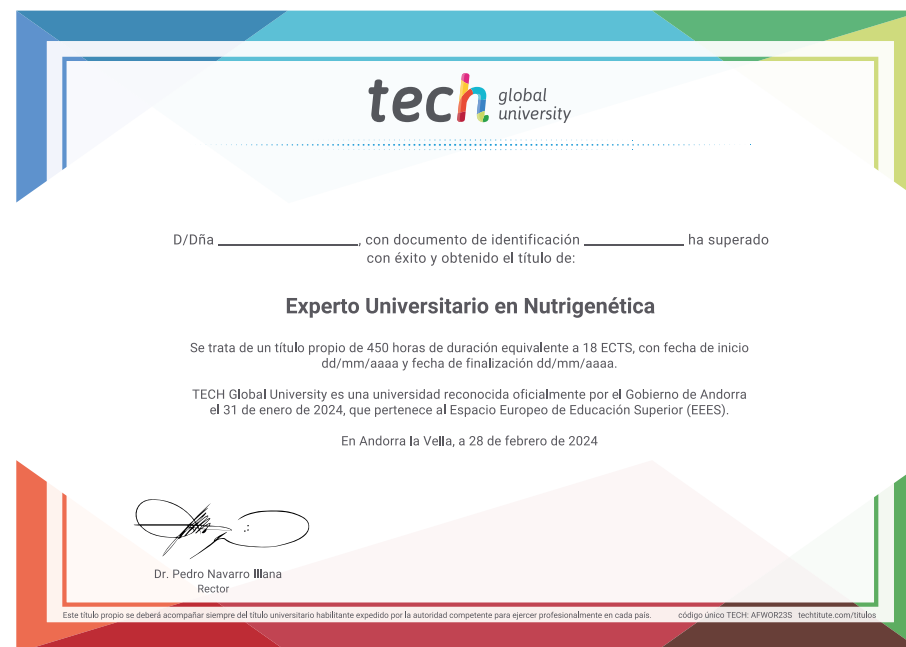 tech global university
D/Dña ______________, con documento de identificación __________ ha superado
con éxito y obtenido el título de:
Experto Universitario en Nutrigenética
Se trata de un título propio de 450 horas de duración equivalente a 18 ECTS, con fecha de inicio
dd/mm/aaaa y fecha de finalización dd/mm/aaaa.
TECH Global University es una universidad reconocida oficialmente por el Gobierno de Andorra
el 31 de enero de 2024, que pertenece al Espacio Europeo de Educación Superior (EEES).
En Andorra la Vella, a 28 de febrero de 2024
Dr. Pedro Navarro Illana
Rector
Este título propio se deberá acompañar siempre del título universitario habilitante expedido por la autoridad competente para ejercer profesionalmente en cada país. código único TECH: AFWOR23S techtitute.com/titulos